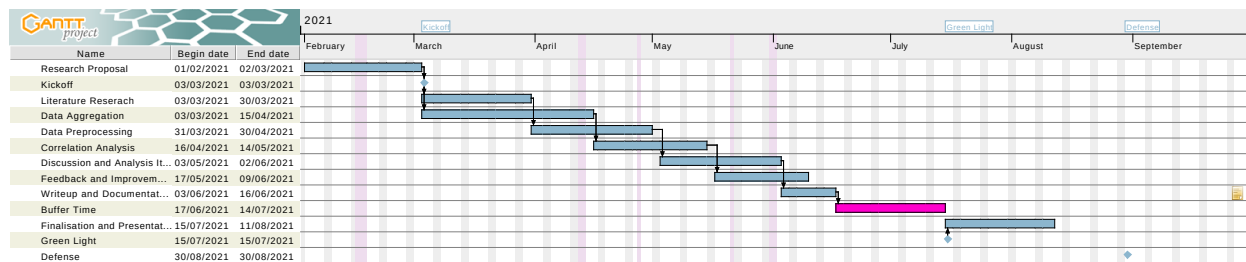 GANTT
project
2021
Kickoff
Green Light
Defense
February March April May June July August September
Name Begin date End date
Research Proposal 01/02/2021 02/03/2021
Kickoff 03/03/2021 03/03/2021
Literature Reserach 03/03/2021 30/03/2021
Data Aggregation 03/03/2021 15/04/2021
Data Preprocessing 31/03/2021 30/04/2021
Correlation Analysis 16/04/2021 14/05/2021
Discussion and Analysis It... 03/05/2021 02/06/2021
Feedback and Improvem... 17/05/2021 09/06/2021
Writeup and Documentat... 03/06/2021 16/06/2021
Buffer Time 17/06/2021 14/07/2021
Finalisation and Presentat... 15/07/2021 11/08/2021
Green Light 15/07/2021 15/07/2021
Defense 30/08/2021 30/08/2021